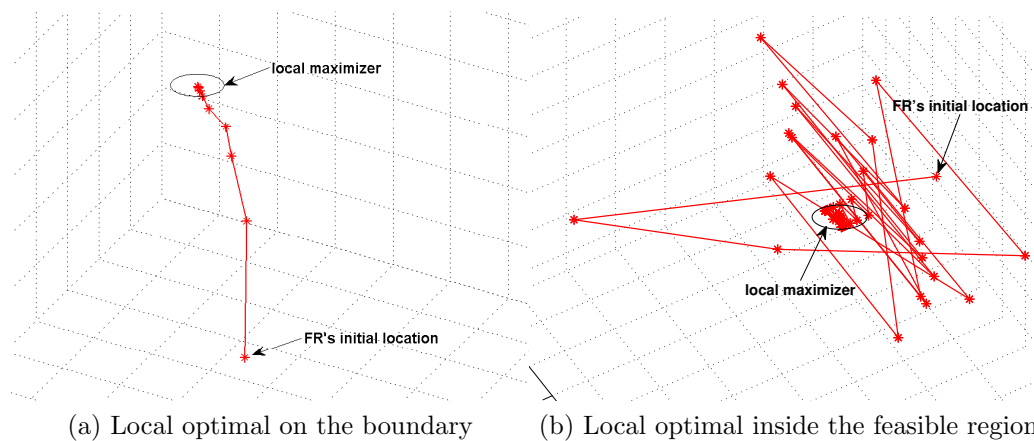 local maximizer
FR's initial location
FR's initial location
local maximizer
(a) Local optimal on the boundary
(b) Local optimal inside the feasible region